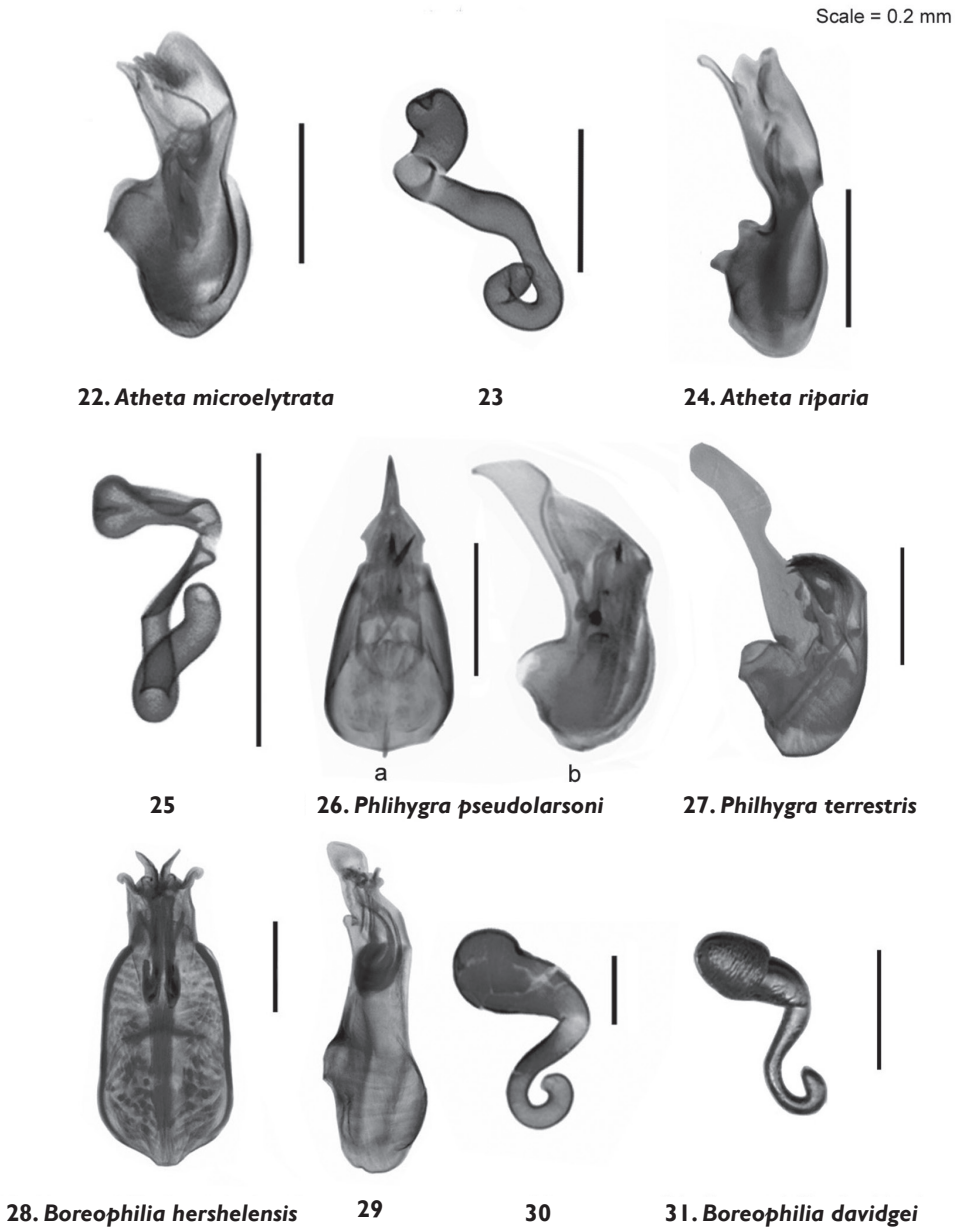 Scale = 0.2 mm
22. Atheta microelytrata 23 24. Atheta riparia
a b
25 26. Phlihygra pseudolarsoni 27. Philhygra terrestris
28. Boreophilia hershelensis 29 30 31. Boreophilia davidgei